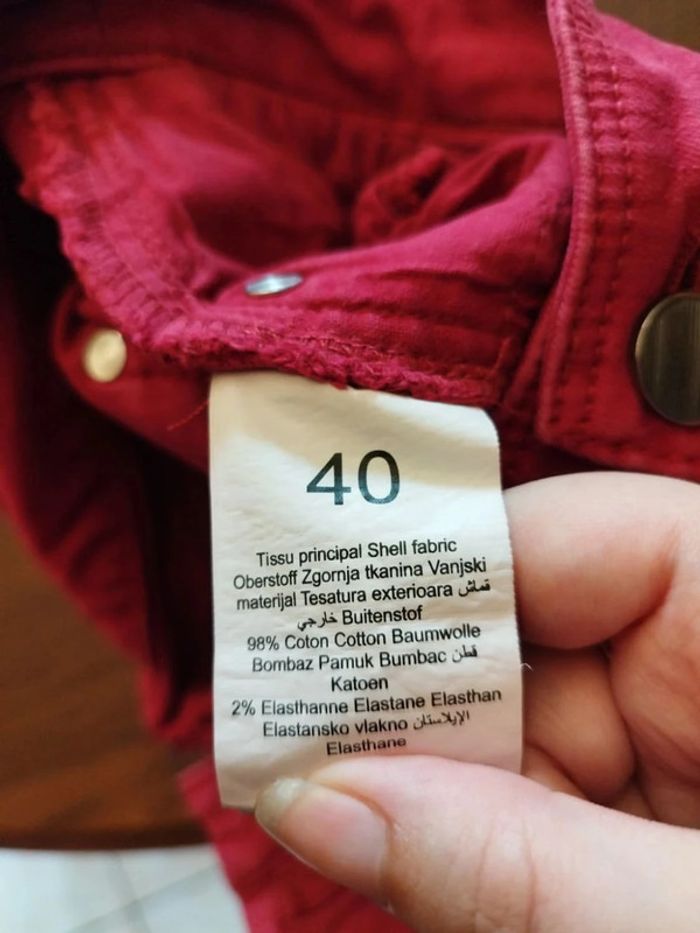 40
Tissu principal Shell fabric
Oberstoff Zgornja tkanina Vanjski
materijal Tesatura exterioara قماش
خارجي Buitenstof
98% Coton Cotton Baumwolle
Bombaz Pamuk Bumbac قطن
Katoen
2% Elasthanne Elastane Elasthan
Elastansko vlakno الإيلاستان
Elasthane